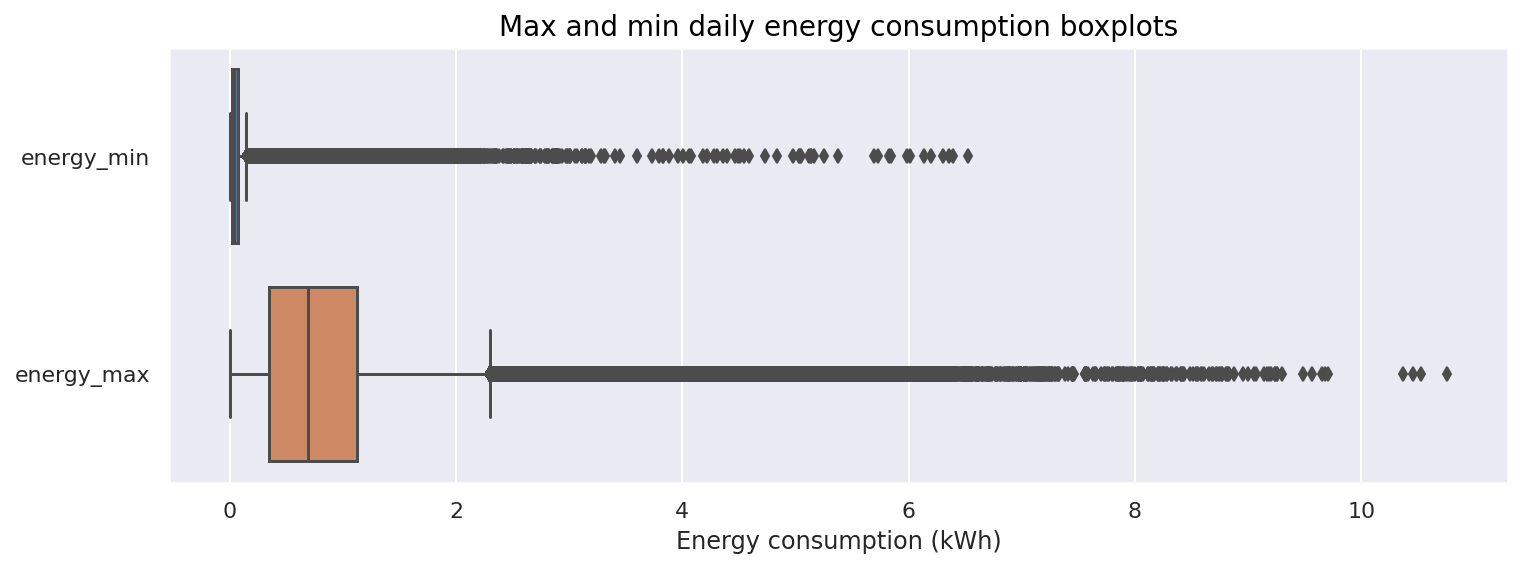 Max and min daily energy consumption boxplots
energy_min
energy_max
0 2 4 6 8 10
Energy consumption (kWh)